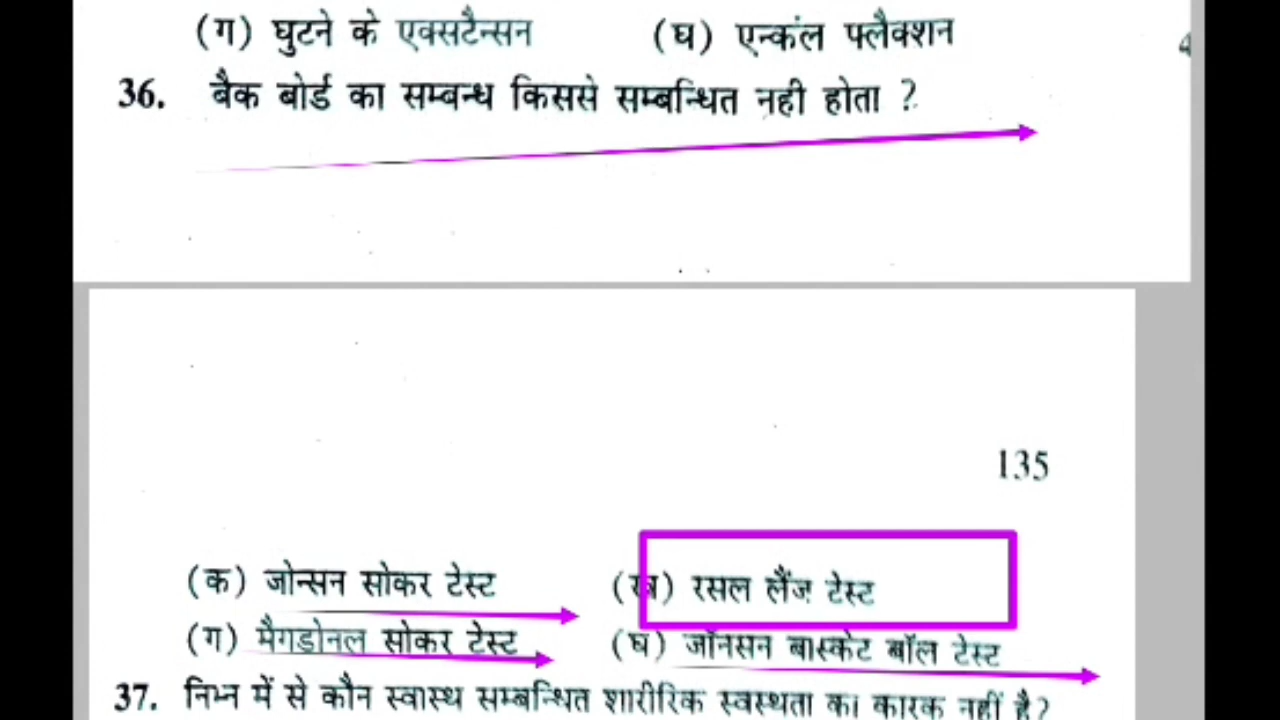 (ग) घुटने के एक्सटैन्सन (घ) एन्कंल फ्लैक्शन
36. बैक बोर्ड का सम्बन्ध किससे सम्बन्धित नही होता ?
135
(क) जोन्सन सोकर टेस्ट (ख) रसल लैंज टेस्ट
(ग) मैगडोनल सोकर टेस्ट (घ) जॉनसन बास्केट बॉल टेस्ट
37. निम्न में से कौन स्वास्थ सम्बन्धित शारीरिक स्वस्थता का कारक नहीं है?